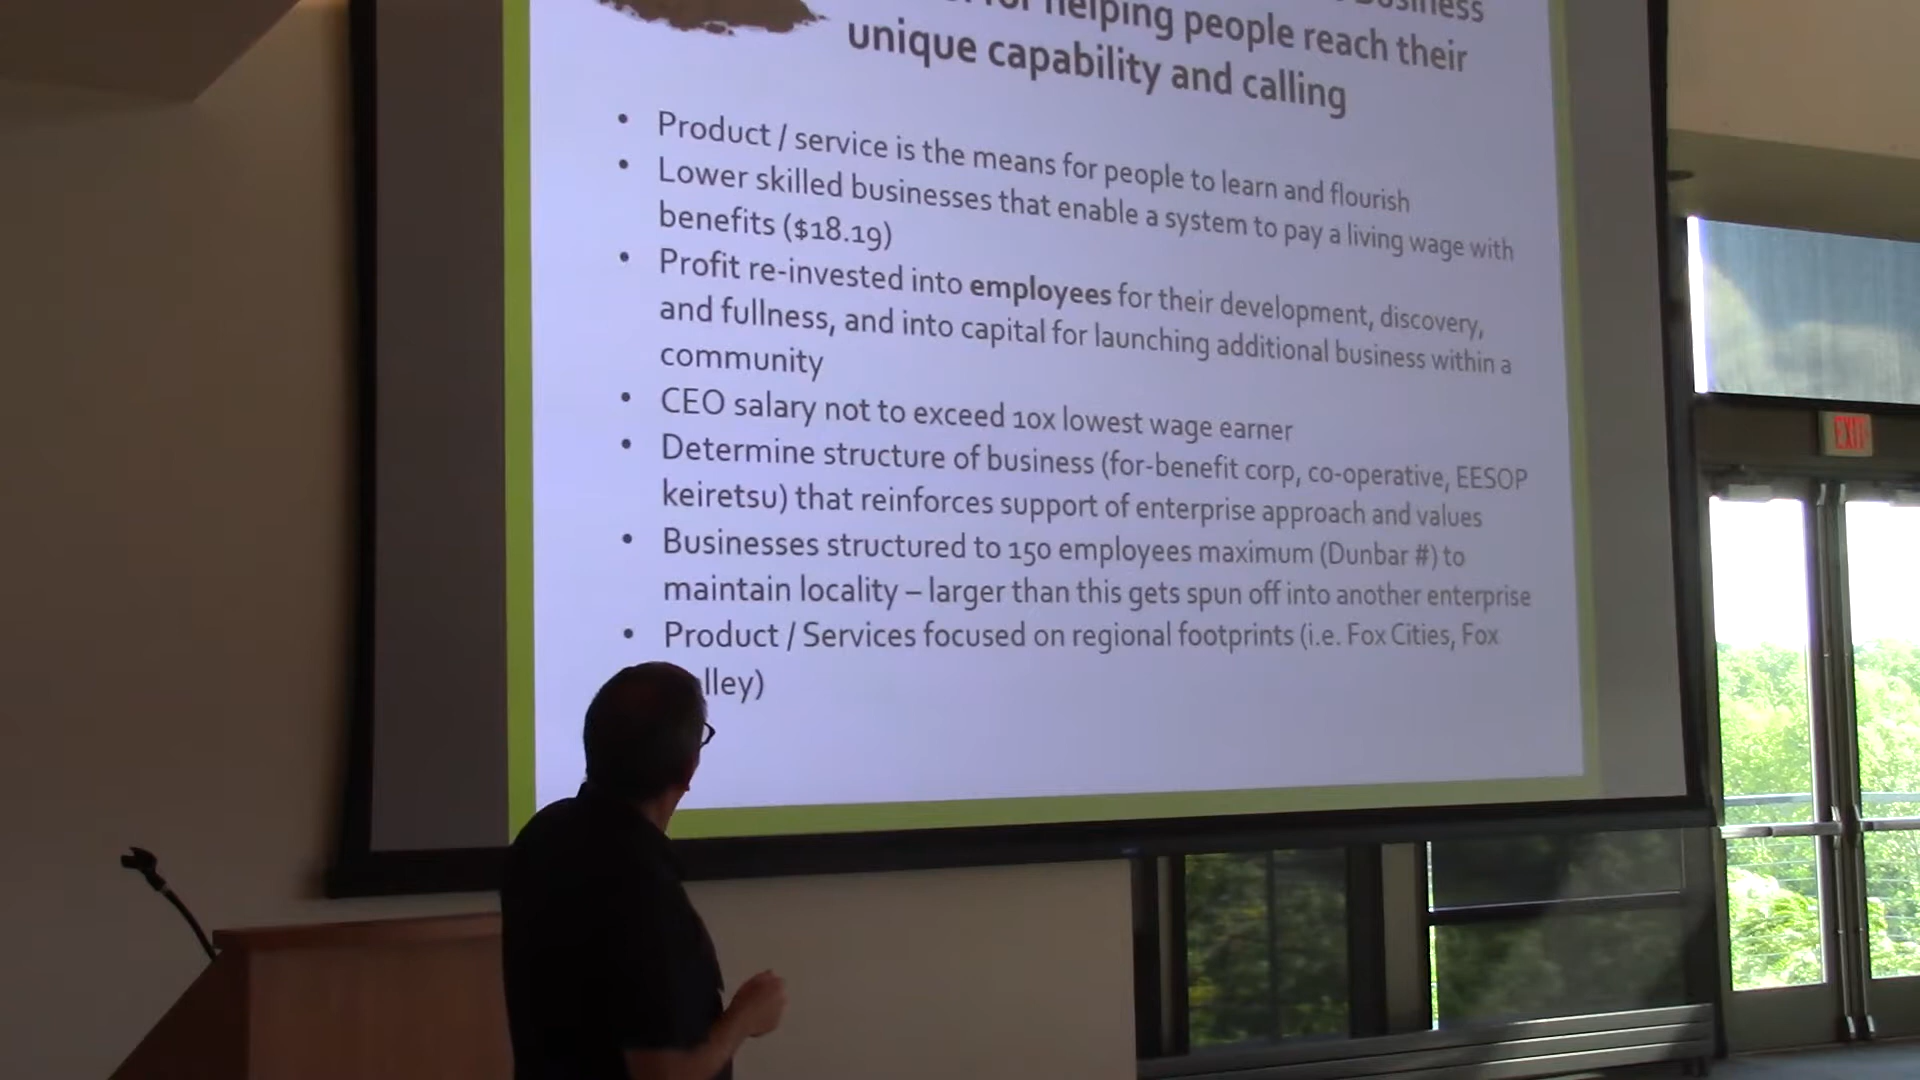 Business
for helping people reach their
unique capability and calling
• Product / service is the means for people to learn and flourish
• Lower skilled businesses that enable a system to pay a living wage with
benefits ($18.19)
• Profit re-invested into employees for their development, discovery,
and fullness, and into capital for launching additional business within a
community
• CEO salary not to exceed 10x lowest wage earner
• Determine structure of business (for-benefit corp, co-operative, EESOP
keiretsu) that reinforces support of enterprise approach and values
• Businesses structured to 150 employees maximum (Dunbar #) to
maintain locality – larger than this gets spun off into another enterprise
• Product / Services focused on regional footprints (i.e. Fox Cities, Fox
lley)
EXIT